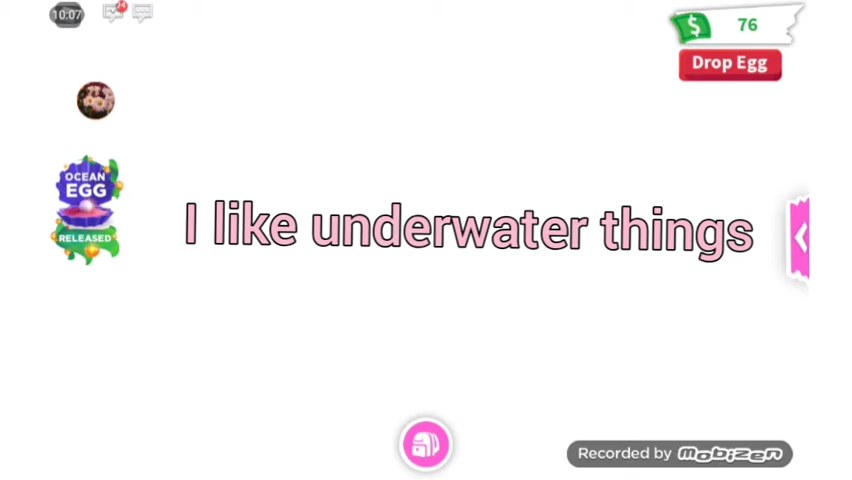 10:07
76
Drop Egg
OCEAN
EGG
RELEASED
I like underwater things
Recorded by mobizen